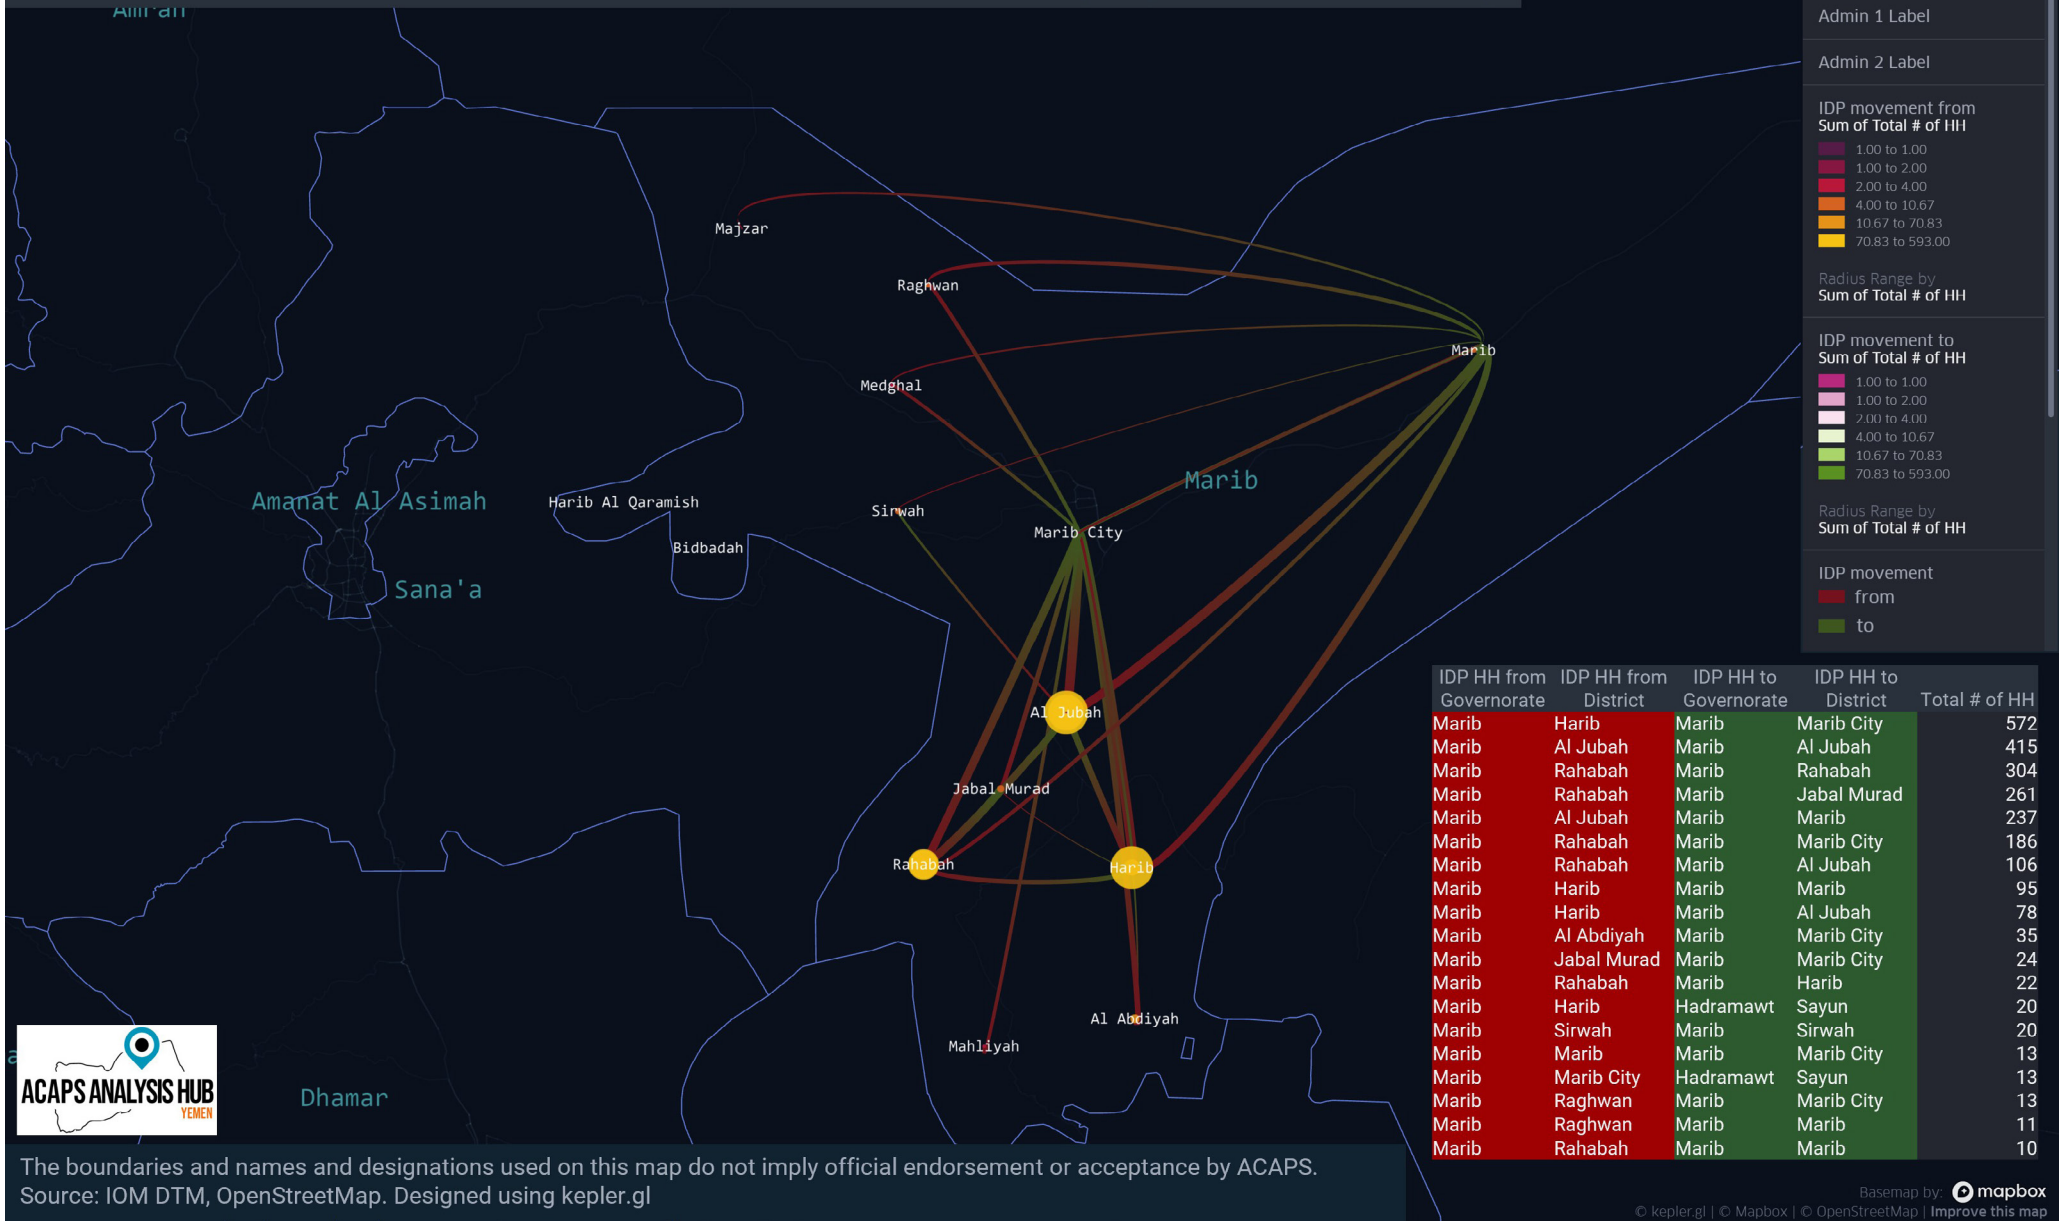 Amran
Majzar
Raghwan
Marib
Medghal
Marib
Amanat Al Asimah
Harib Al Qaramish
Sirwah
Marib City
Bidbadah
Sana'a
Al Jubah
Jabal Murad
Rahabah
Harib
Al Abdiyah
Mahliyah
Dhamar
Admin 1 Label
Admin 2 Label
IDP movement from
Sum of Total # of HH
1.00 to 1.00
1.00 to 2.00
2.00 to 4.00
4.00 to 10.67
10.67 to 70.83
70.83 to 593.00
Radius Range by
Sum of Total # of HH
IDP movement to
Sum of Total # of HH
1.00 to 1.00
1.00 to 2.00
2.00 to 4.00
4.00 to 10.67
10.67 to 70.83
70.83 to 593.00
Radius Range by
Sum of Total # of HH
IDP movement
from
to
IDP HH from Governorate IDP HH from District IDP HH to Governorate IDP HH to District Total # of HH
Marib Harib Marib Marib City 572
Marib Al Jubah Marib Al Jubah 415
Marib Rahabah Marib Rahabah 304
Marib Rahabah Marib Jabal Murad 261
Marib Al Jubah Marib Marib 237
Marib Rahabah Marib Marib City 186
Marib Rahabah Marib Al Jubah 106
Marib Harib Marib Marib 95
Marib Harib Marib Al Jubah 78
Marib Al Abdiyah Marib Marib City 35
Marib Jabal Murad Marib Marib City 24
Marib Rahabah Marib Harib 22
Marib Harib Hadramawt Sayun 20
Marib Sirwah Marib Sirwah 20
Marib Marib Marib Marib City 13
Marib Marib City Hadramawt Sayun 13
Marib Raghwan Marib Marib City 13
Marib Raghwan Marib Marib 11
Marib Rahabah Marib Marib 10
ACAPS ANALYSIS HUB
YEMEN
The boundaries and names and designations used on this map do not imply official endorsement or acceptance by ACAPS.
Source: IOM DTM, OpenStreetMap. Designed using kepler.gl
Basemap by: mapbox
© kepler.gl | © Mapbox | © OpenStreetMap | Improve this map